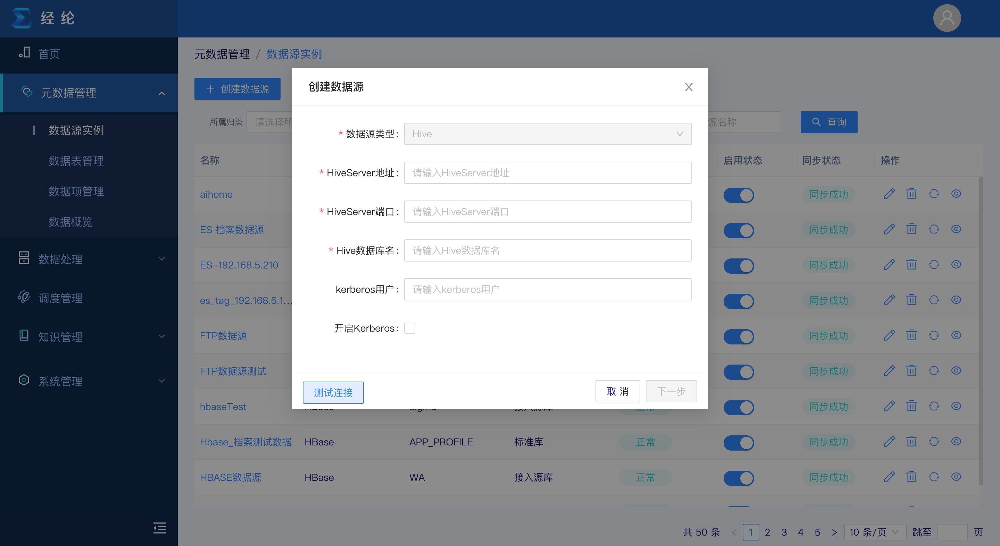 经 纶
首页
元数据管理
数据源实例
数据表管理
数据项管理
数据概览
数据处理
调度管理
知识管理
系统管理
元数据管理 / 数据源实例
创建数据源
所属归类 请选择所
源名称 查询
名称 启用状态 同步状态 操作
aihome 同步成功
ES 档案数据源 同步成功
ES-192.168.5.210 同步成功
es_tag_192.168.5.1... 同步成功
FTP数据源 同步成功
FTP数据源测试 同步成功
hbaseTest 同步成功
Hbase_档案测试数据 HBase APP_PROFILE 标准库 正常 同步成功
HBASE数据源 HBase WA 接入源库 正常 同步成功
共 50 条 < 1 2 3 4 5 > 10 条/页 跳至 页
创建数据源
* 数据源类型: Hive
* HiveServer地址: 请输入HiveServer地址
* HiveServer端口: 请输入HiveServer端口
* Hive数据库名: 请输入Hive数据库名
kerberos用户: 请输入kerberos用户
开启Kerberos:
测试连接 取 消 下一步